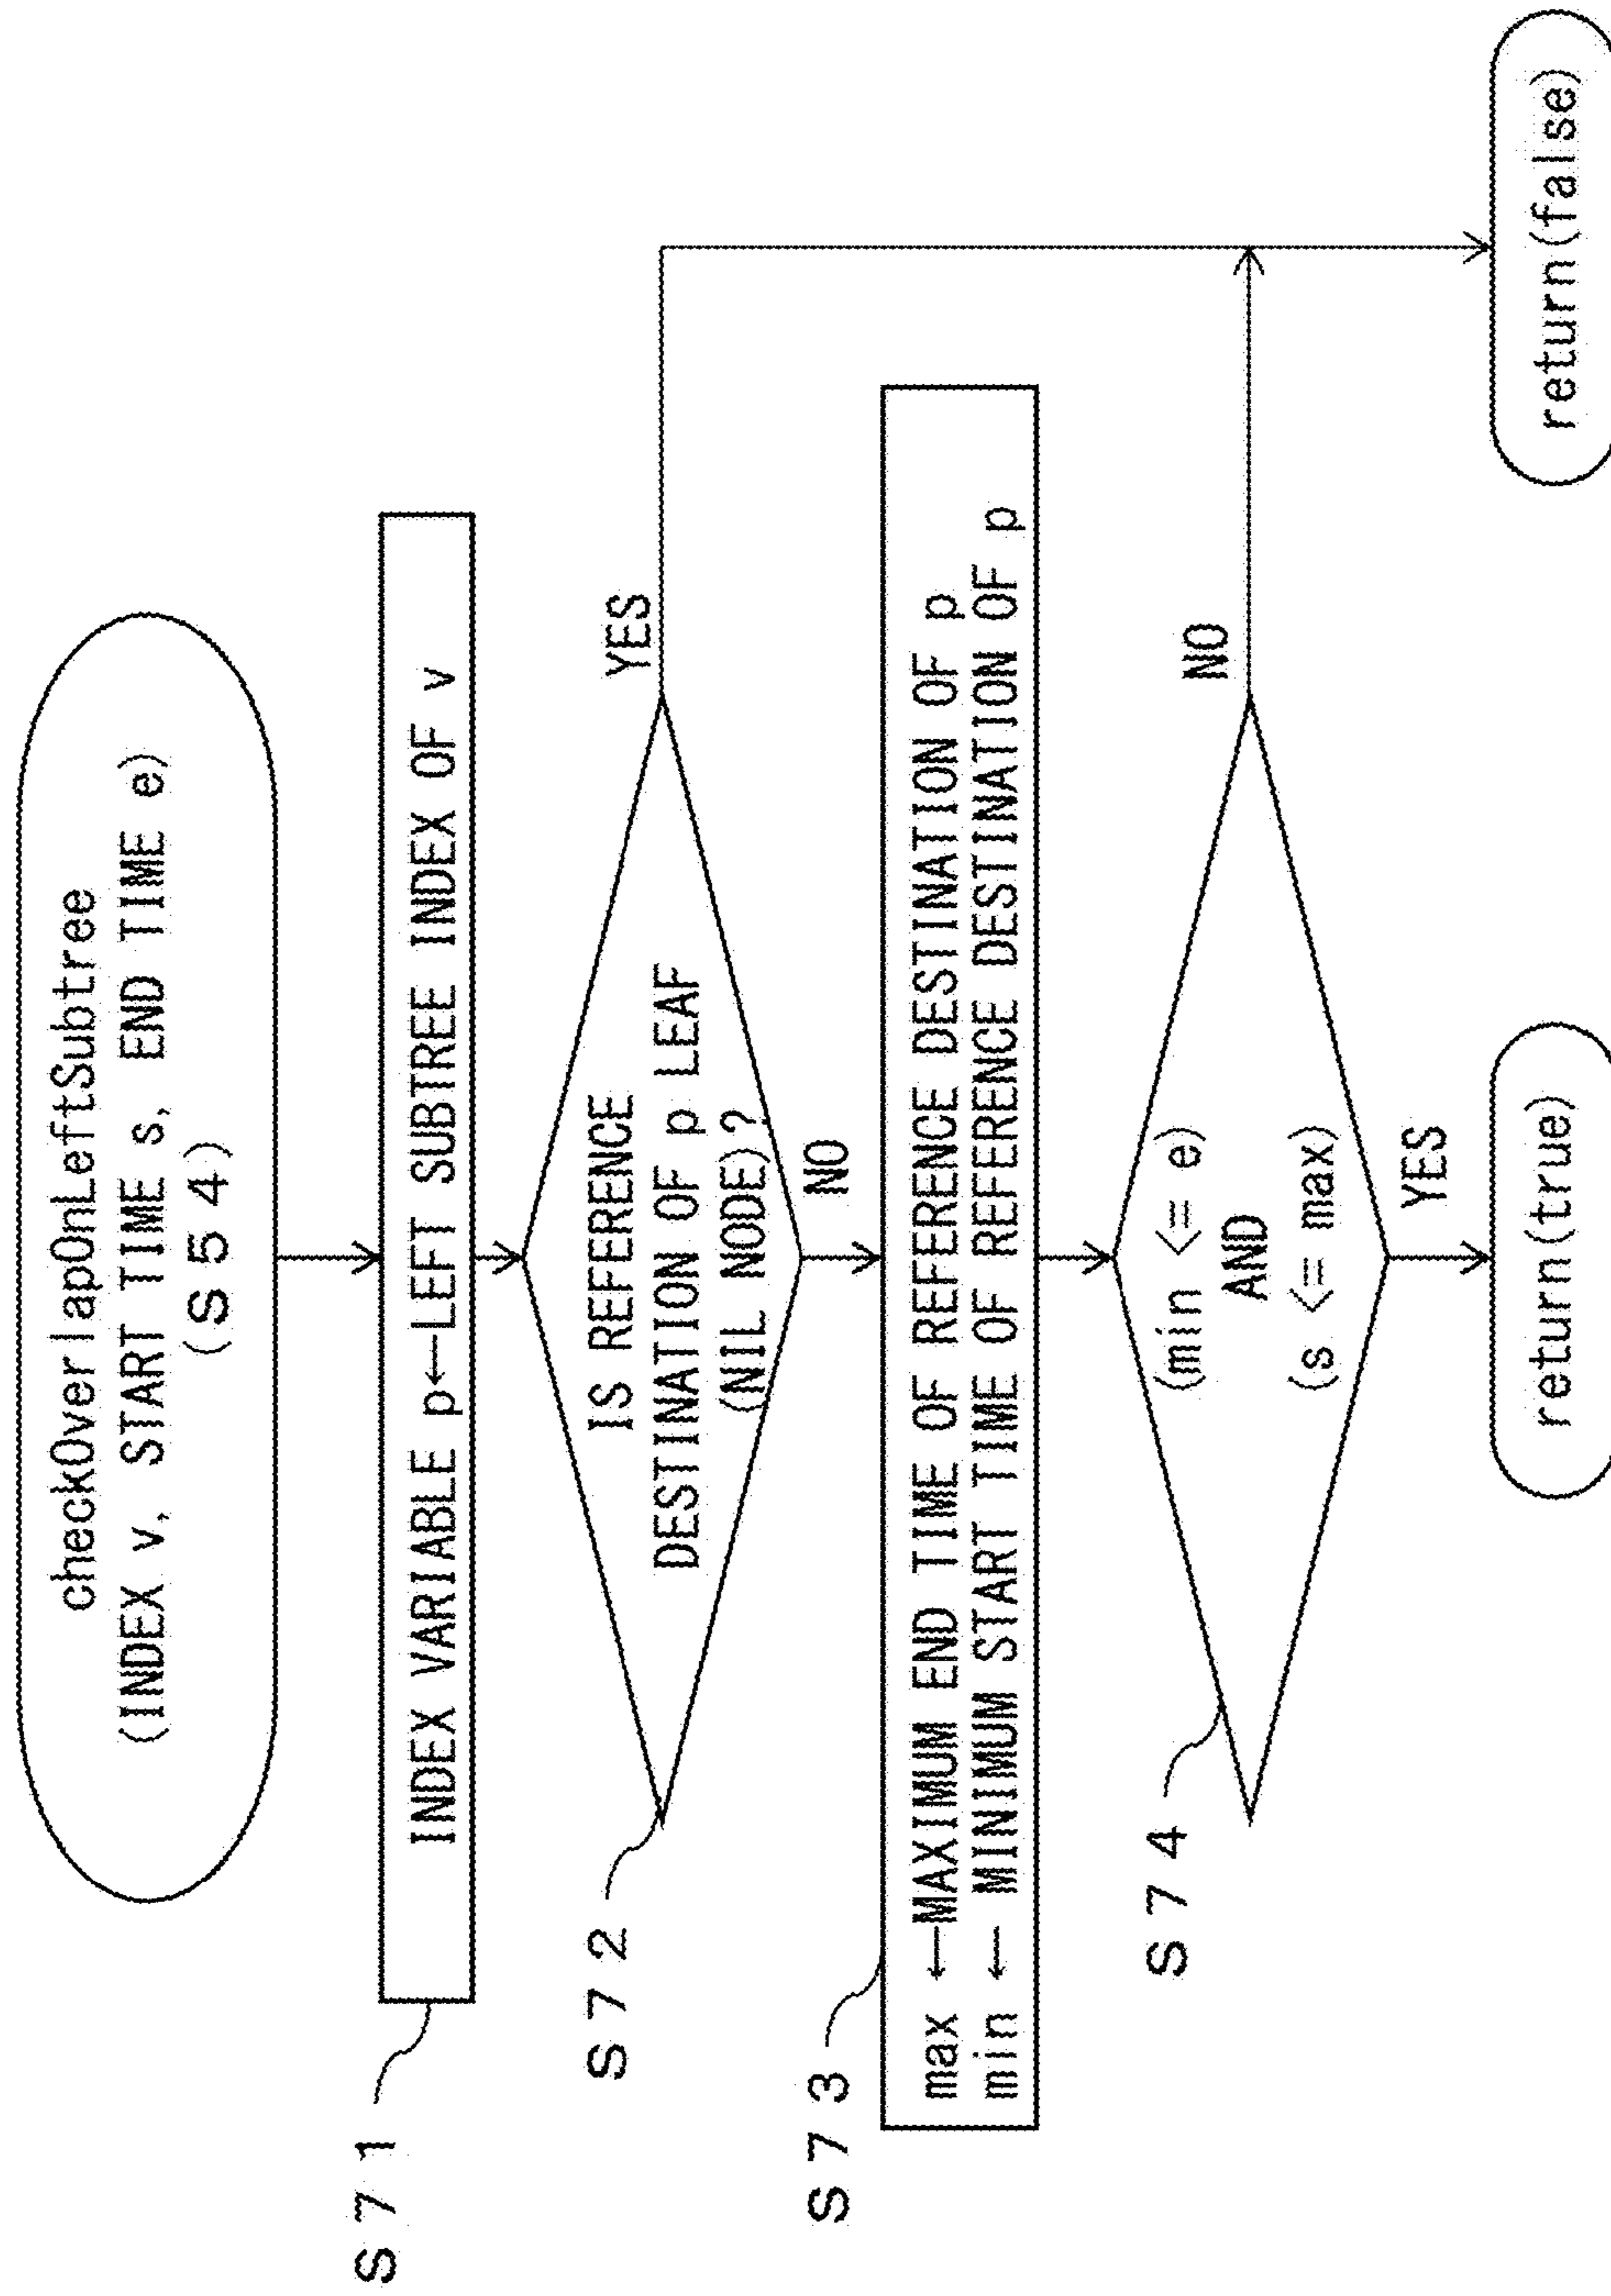 checkOverlapOnLeftSubtree
(INDEX v, START TIME s, END TIME e)
(S54)
S71
INDEX VARIABLE p←LEFT SUBTREE INDEX OF v
S72
IS REFERENCE
DESTINATION OF p LEAF
(NIL NODE)?
YES
NO
S73
max ←MAXIMUM END TIME OF REFERENCE DESTINATION OF p
min ← MINIMUM START TIME OF REFERENCE DESTINATION OF p
S74
(min <= e)
AND
(s <= max)
NO
YES
return(true)
return(false)